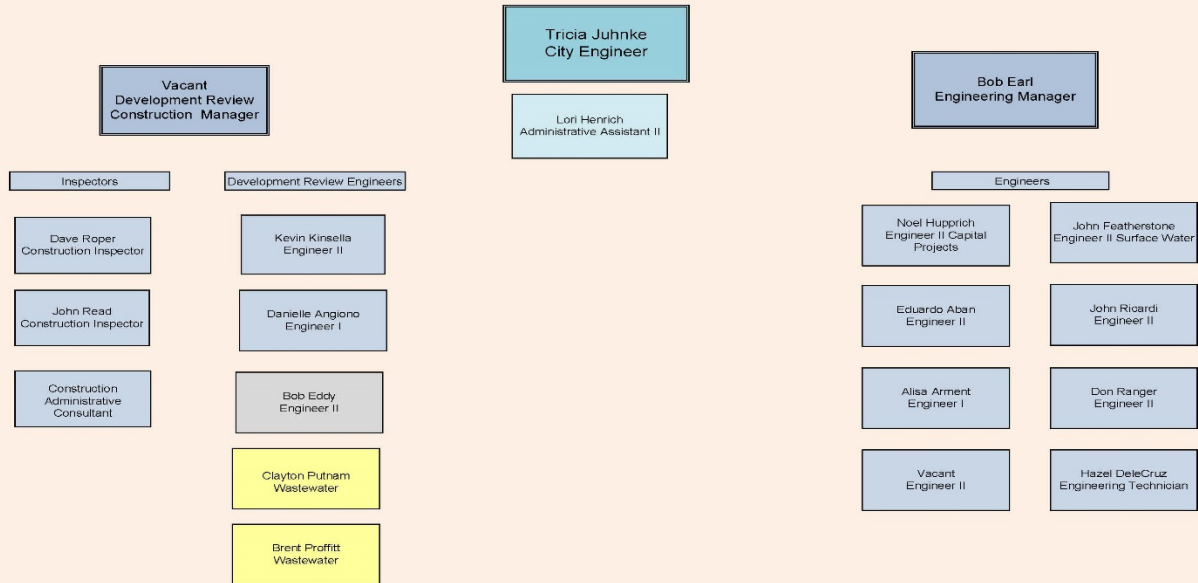 Tricia Juhnke
City Engineer
Lori Henrich
Administrative Assistant II
Vacant
Development Review
Construction Manager
Inspectors
Dave Roper
Construction Inspector
John Read
Construction Inspector
Construction
Administrative
Consultant
Development Review Engineers
Kevin Kinsella
Engineer II
Danielle Angiono
Engineer I
Bob Eddy
Engineer II
Clayton Putnam
Wastewater
Brent Proffitt
Wastewater
Bob Earl
Engineering Manager
Engineers
Noel Hupprich
Engineer II Capital
Projects
Eduardo Aban
Engineer II
Alisa Arment
Engineer I
Vacant
Engineer II
John Featherstone
Engineer II Surface Water
John Ricardi
Engineer II
Don Ranger
Engineer II
Hazel DeleCruz
Engineering Technician